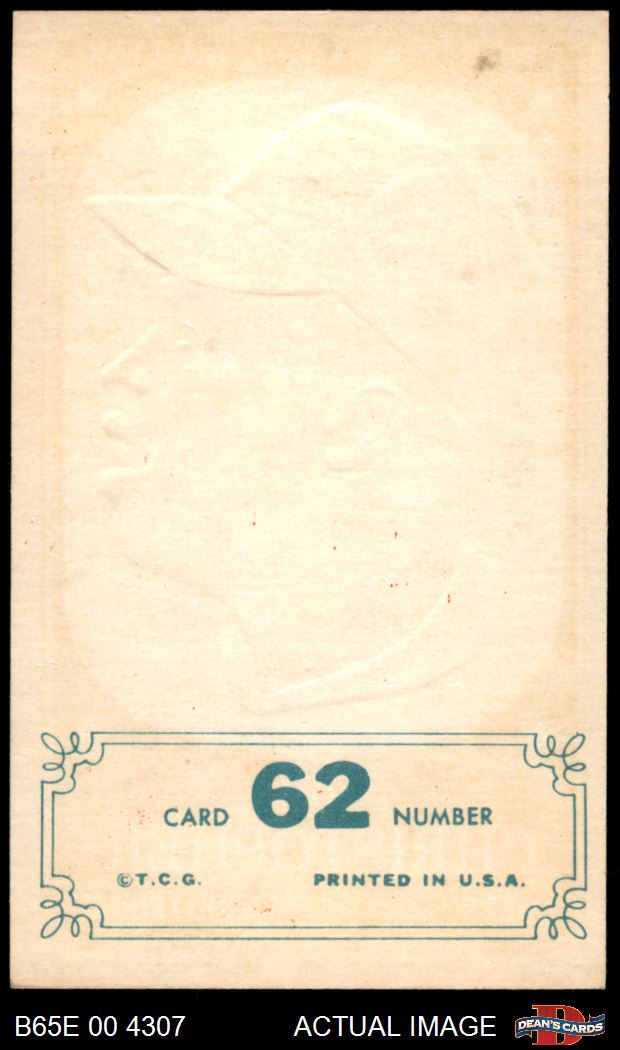 CARD 62 NUMBER
©T.C.G. PRINTED IN U.S.A.
B65E 00 4307 ACTUAL IMAGE DEAN'S CARDS